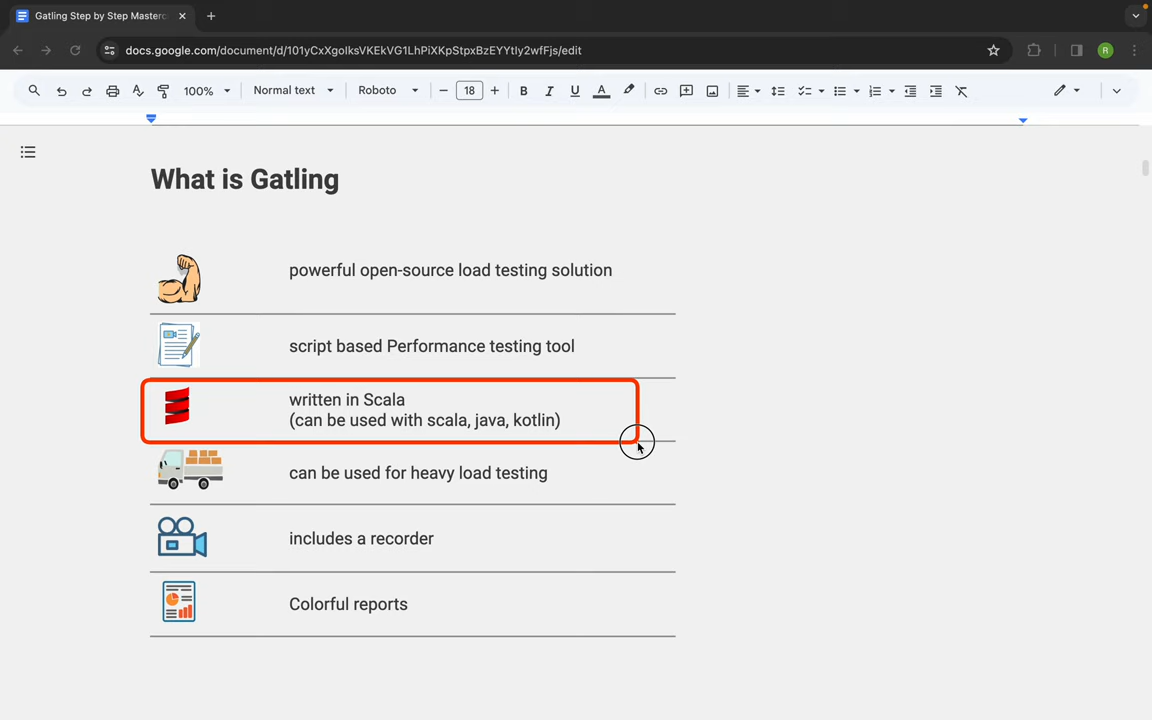 Gatling Step by Step Masterc
docs.google.com/document/d/101yCxXgolksVKEkVG1LhPiXKpStpxBzEYYtly2wfFjs/edit
R
100% Normal text Roboto 18 B I U A
What is Gatling
powerful open-source load testing solution
script based Performance testing tool
written in Scala
(can be used with scala, java, kotlin)
can be used for heavy load testing
includes a recorder
Colorful reports